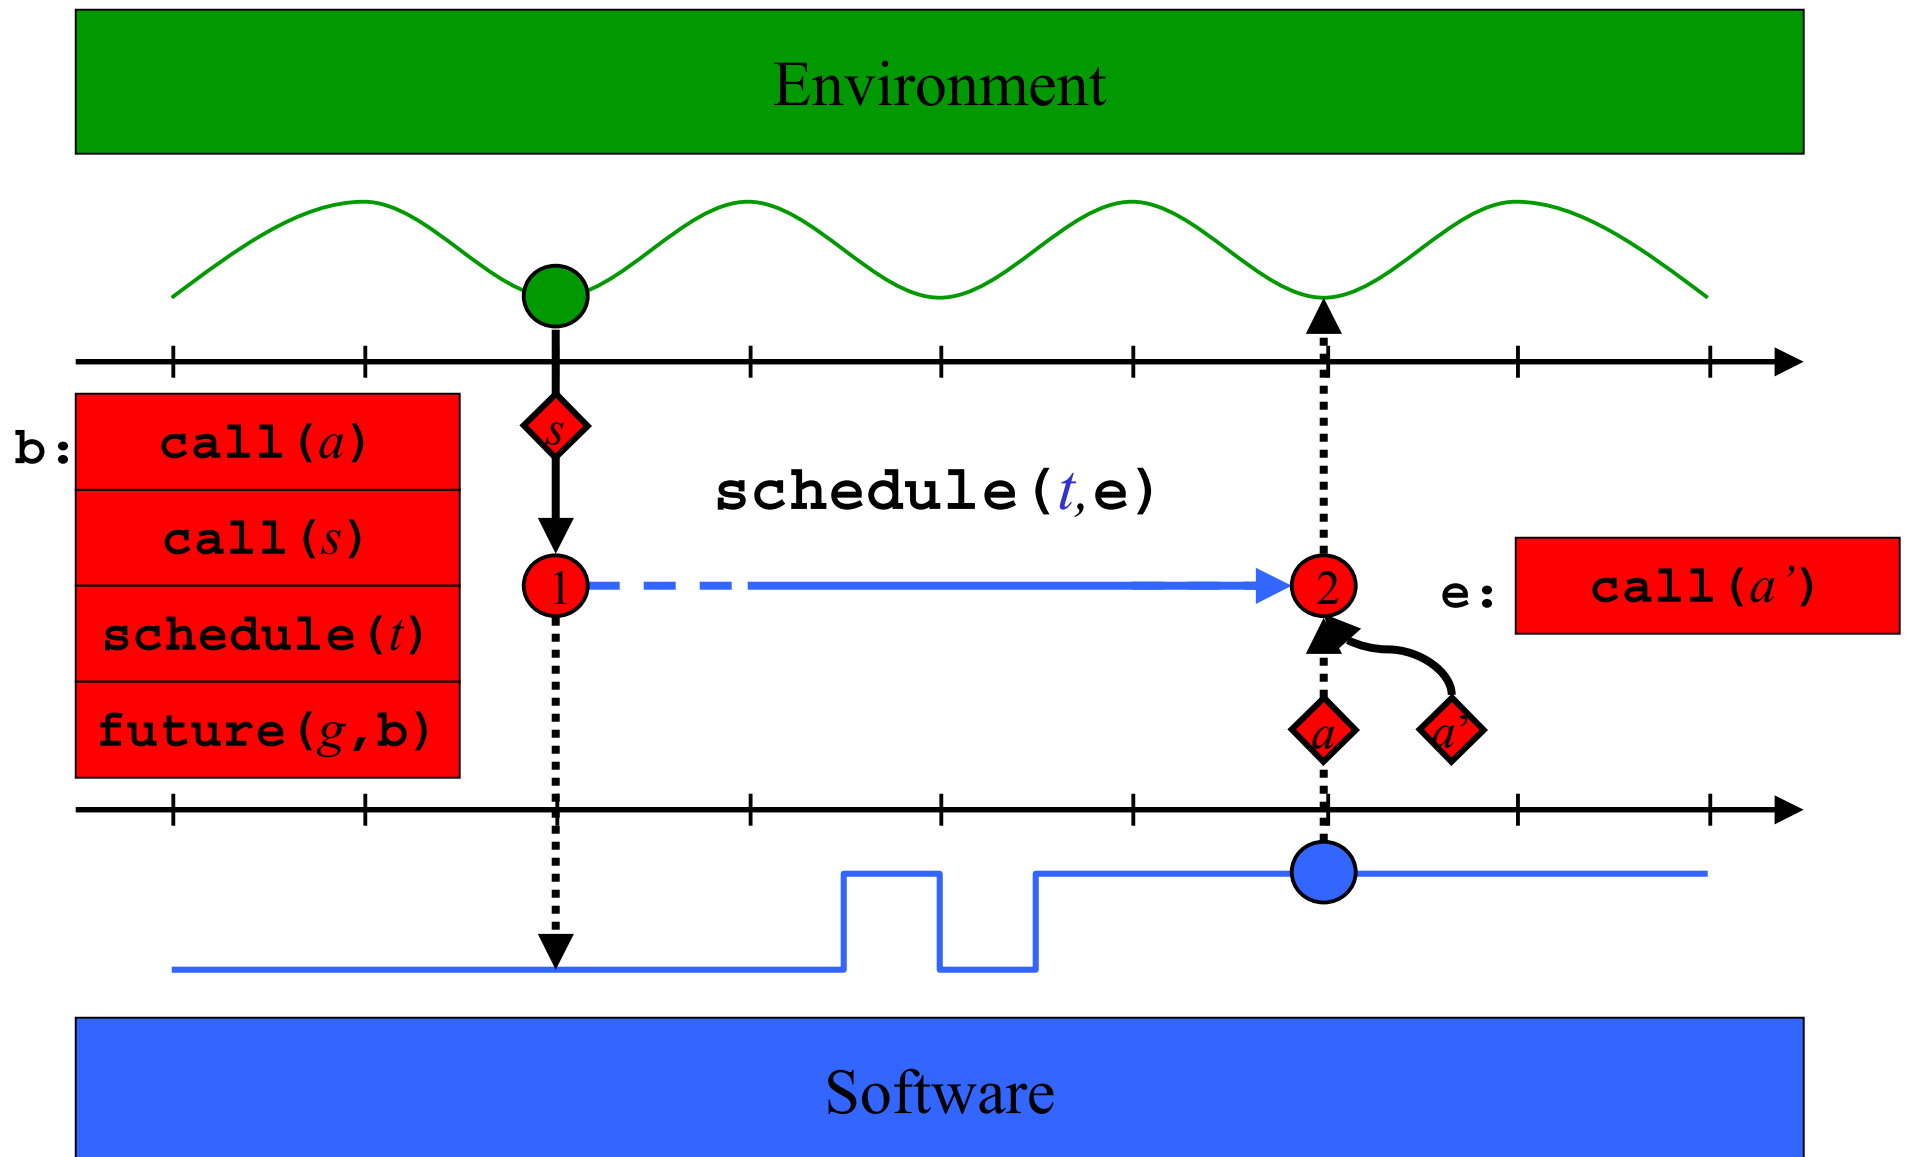 Environment
b:
call(a)
s
schedule(t,e)
call(s)
1
2
e:
call(a’)
schedule(t)
future(g,b)
a
a’
Software